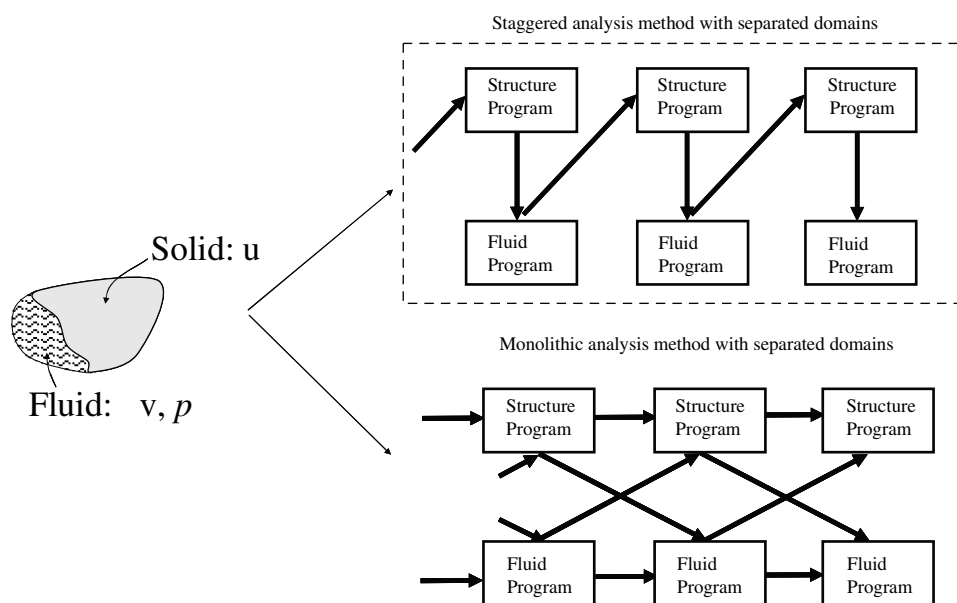 Staggered analysis method with separated domains
Structure
Program
Structure
Program
Structure
Program
Fluid
Program
Fluid
Program
Fluid
Program
Solid: u
Fluid: v, p
Monolithic analysis method with separated domains
Structure
Program
Structure
Program
Structure
Program
Fluid
Program
Fluid
Program
Fluid
Program